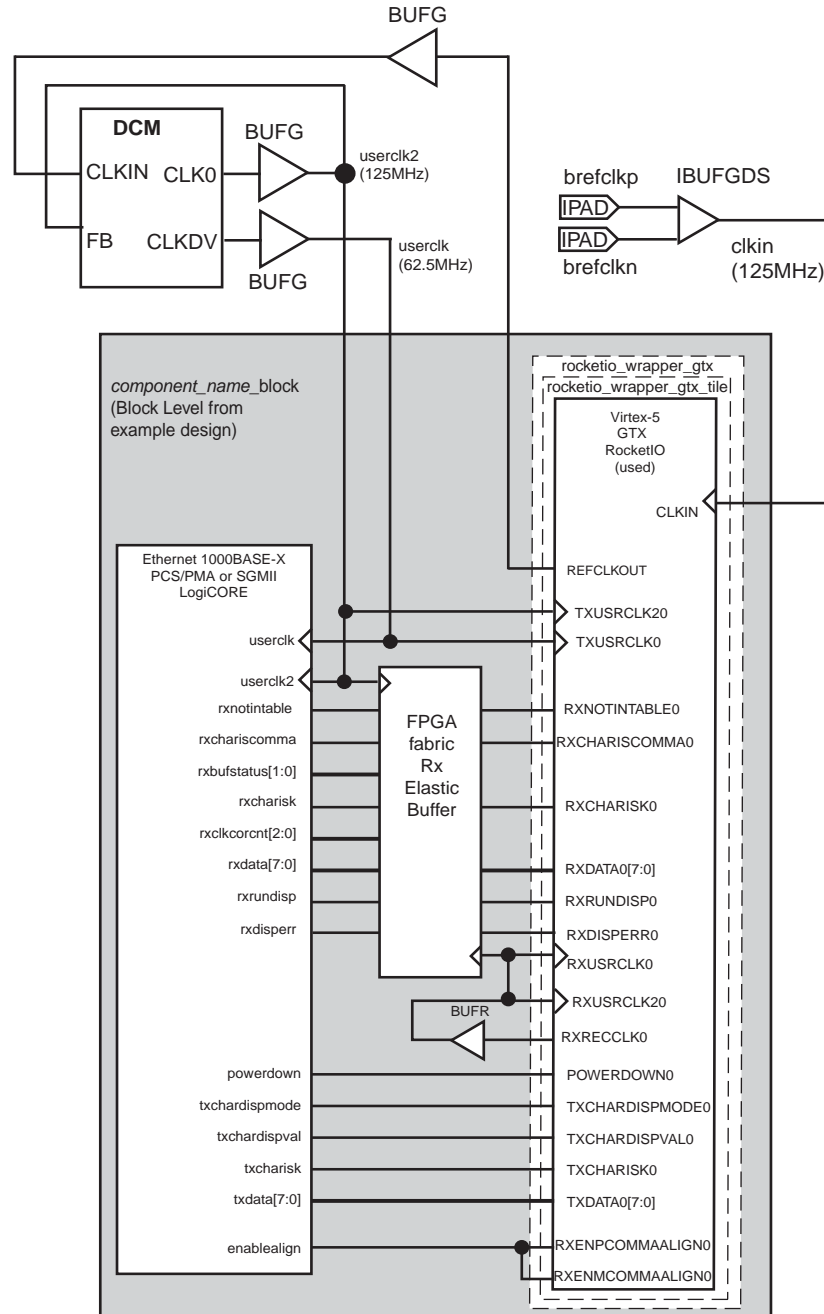 BUFG
DCM
CLKIN
CLK0
BUFG
userclk2
(125MHz)
FB
CLKDV
BUFG
userclk
(62.5MHz)
brefclkp
IBUFGDS
IPAD
IPAD
brefclkn
clkin
(125MHz)
component_name_block
(Block Level from
example design)
rocketio_wrapper_gtx
rocketio_wrapper_gtx_tile
Virtex-5
GTX
RocketIO
(used)
CLKIN
REFCLKOUT
TXUSRCLK20
TXUSRCLK0
Ethernet 1000BASE-X
PCS/PMA or SGMII
LogiCORE
userclk
userclk2
rxnotintable
rxchariscomma
rxbufstatus[1:0]
rxcharisk
rxclkcorcnt[2:0]
rxdata[7:0]
rxrundisp
rxdisperr
FPGA
fabric
Rx
Elastic
Buffer
RXNOTINTABLE0
RXCHARISCOMMA0
RXCHARISK0
RXDATA0[7:0]
RXRUNDISP0
RXDISPERR0
RXUSRCLK0
RXUSRCLK20
BUFR
RXRECCLK0
powerdown
POWERDOWN0
txchardispmode
TXCHARDISPMODE0
txchardispval
TXCHARDISPVAL0
txcharisk
TXCHARISK0
txdata[7:0]
TXDATA0[7:0]
enablealign
RXENPCOMMAALIGN0
RXENMCOMMAALIGN0